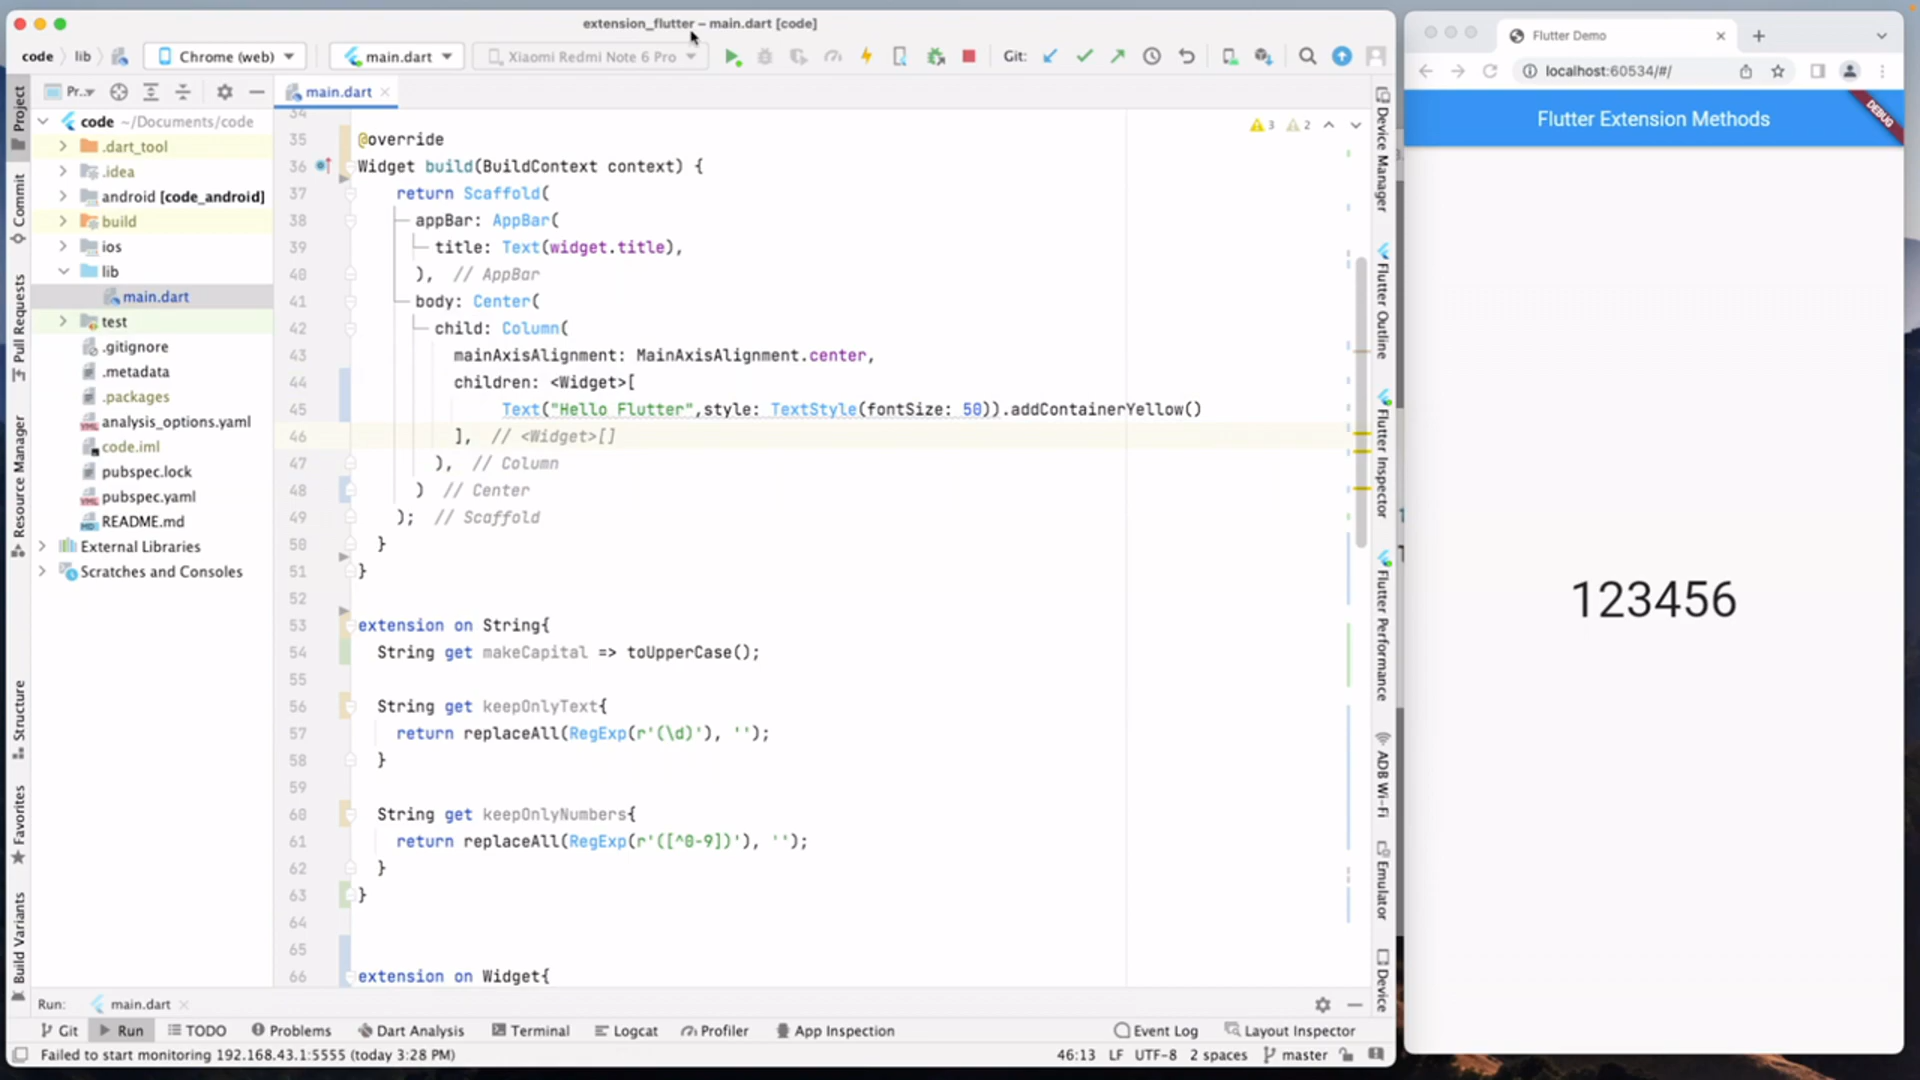 extension_flutter – main.dart [code]
code
lib
Chrome (web)
main.dart
Xiaomi Redmi Note 6 Pro
Git:
Pr..
main.dart
Project
Commit
Pull Requests
Resource Manager
Structure
Favorites
Build Variants
code ~/Documents/code
.dart_tool
.idea
android [code_android]
build
ios
lib
main.dart
test
.gitignore
.metadata
.packages
analysis_options.yaml
code.iml
pubspec.lock
pubspec.yaml
README.md
External Libraries
Scratches and Consoles
3 2
34
35 @override
36 Widget build(BuildContext context) {
37 return Scaffold(
38 appBar: AppBar(
39 title: Text(widget.title),
40 ), // AppBar
41 body: Center(
42 child: Column(
43 mainAxisAlignment: MainAxisAlignment.center,
44 children: <Widget>[
45 Text("Hello Flutter",style: TextStyle(fontSize: 50)).addContainerYellow()
46 ], // <Widget>[]
47 ), // Column
48 ) // Center
49 ); // Scaffold
50 }
51 }
52
53 extension on String{
54 String get makeCapital => toUpperCase();
55
56 String get keepOnlyText{
57 return replaceAll(RegExp(r'(\d)'), '');
58 }
59
60 String get keepOnlyNumbers{
61 return replaceAll(RegExp(r'([^0-9])'), '');
62 }
63 }
64
65
66 extension on Widget{
Device Manager
Flutter Outline
Flutter Inspector
Flutter Performance
ADB Wi-Fi
Emulator
Device
Run: main.dart
Git Run TODO Problems Dart Analysis Terminal Logcat Profiler App Inspection Event Log Layout Inspector
Failed to start monitoring 192.168.43.1:5555 (today 3:28 PM) 46:13 LF UTF-8 2 spaces master
Flutter Demo
localhost:60534/#/
Flutter Extension Methods
DEBUG
123456